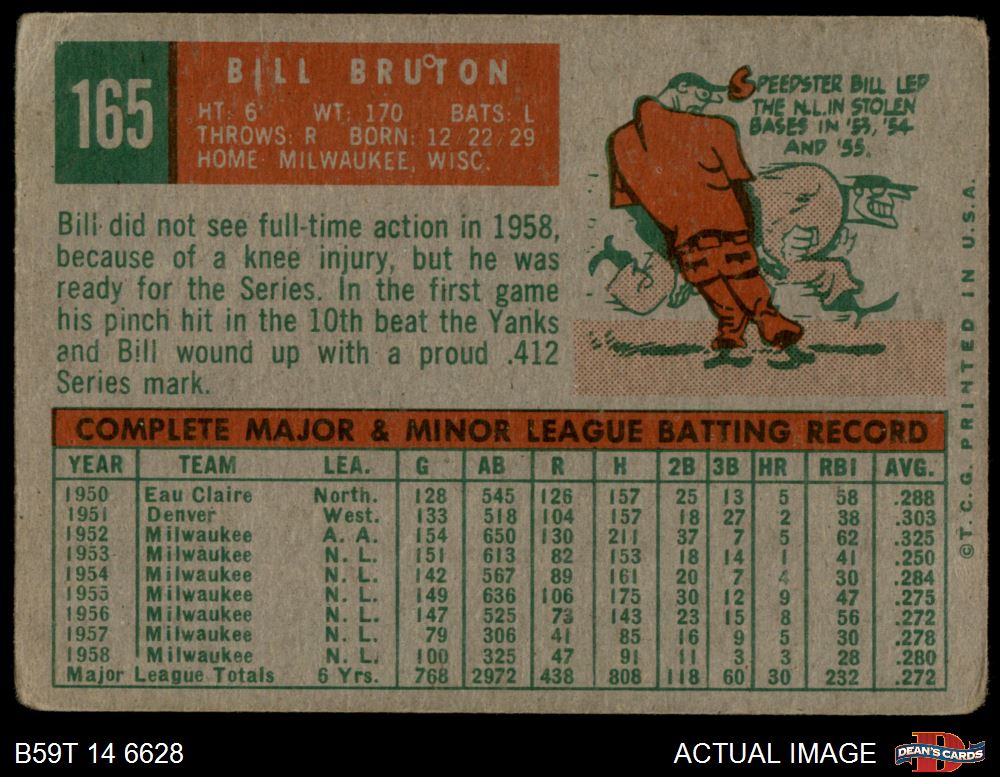 165
BILL BRUTON
HT: 6' WT: 170 BATS: L
THROWS: R BORN: 12 22/29
HOME: MILWAUKEE, WISC.
SPEEDSTER BILL LED
THE N.L. IN STOLEN
BASES IN '53, '54
AND '55.
Bill did not see full-time action in 1958,
because of a knee injury, but he was
ready for the Series. In the first game
his pinch hit in the 10th beat the Yanks
and Bill wound up with a proud .412
Series mark.
COMPLETE MAJOR & MINOR LEAGUE BATTING RECORD
YEAR TEAM LEA. G AB R H 2B 3B HR RBI AVG.
1950 Eau Claire North. 128 545 126 157 25 13 5 58 .288
1951 Denver West. 133 518 104 157 18 27 2 38 .303
1952 Milwaukee A. A. 154 650 130 211 37 7 5 62 .325
1953 Milwaukee N. L. 151 613 82 153 18 14 1 41 .250
1954 Milwaukee N. L. 142 567 89 161 20 7 4 30 .284
1955 Milwaukee N. L. 149 636 106 175 30 12 9 47 .275
1956 Milwaukee N. L. 147 525 73 143 23 15 8 56 .272
1957 Milwaukee N. L. 79 306 41 85 16 9 5 30 .278
1958 Milwaukee N. L. 100 325 47 91 11 3 3 28 .280
Major League Totals 6 Yrs. 768 2972 438 808 118 60 30 232 .272
©T.C.G. PRINTED IN U.S.A.
B59T 14 6628
ACTUAL IMAGE
D
DEAN'S CARDS